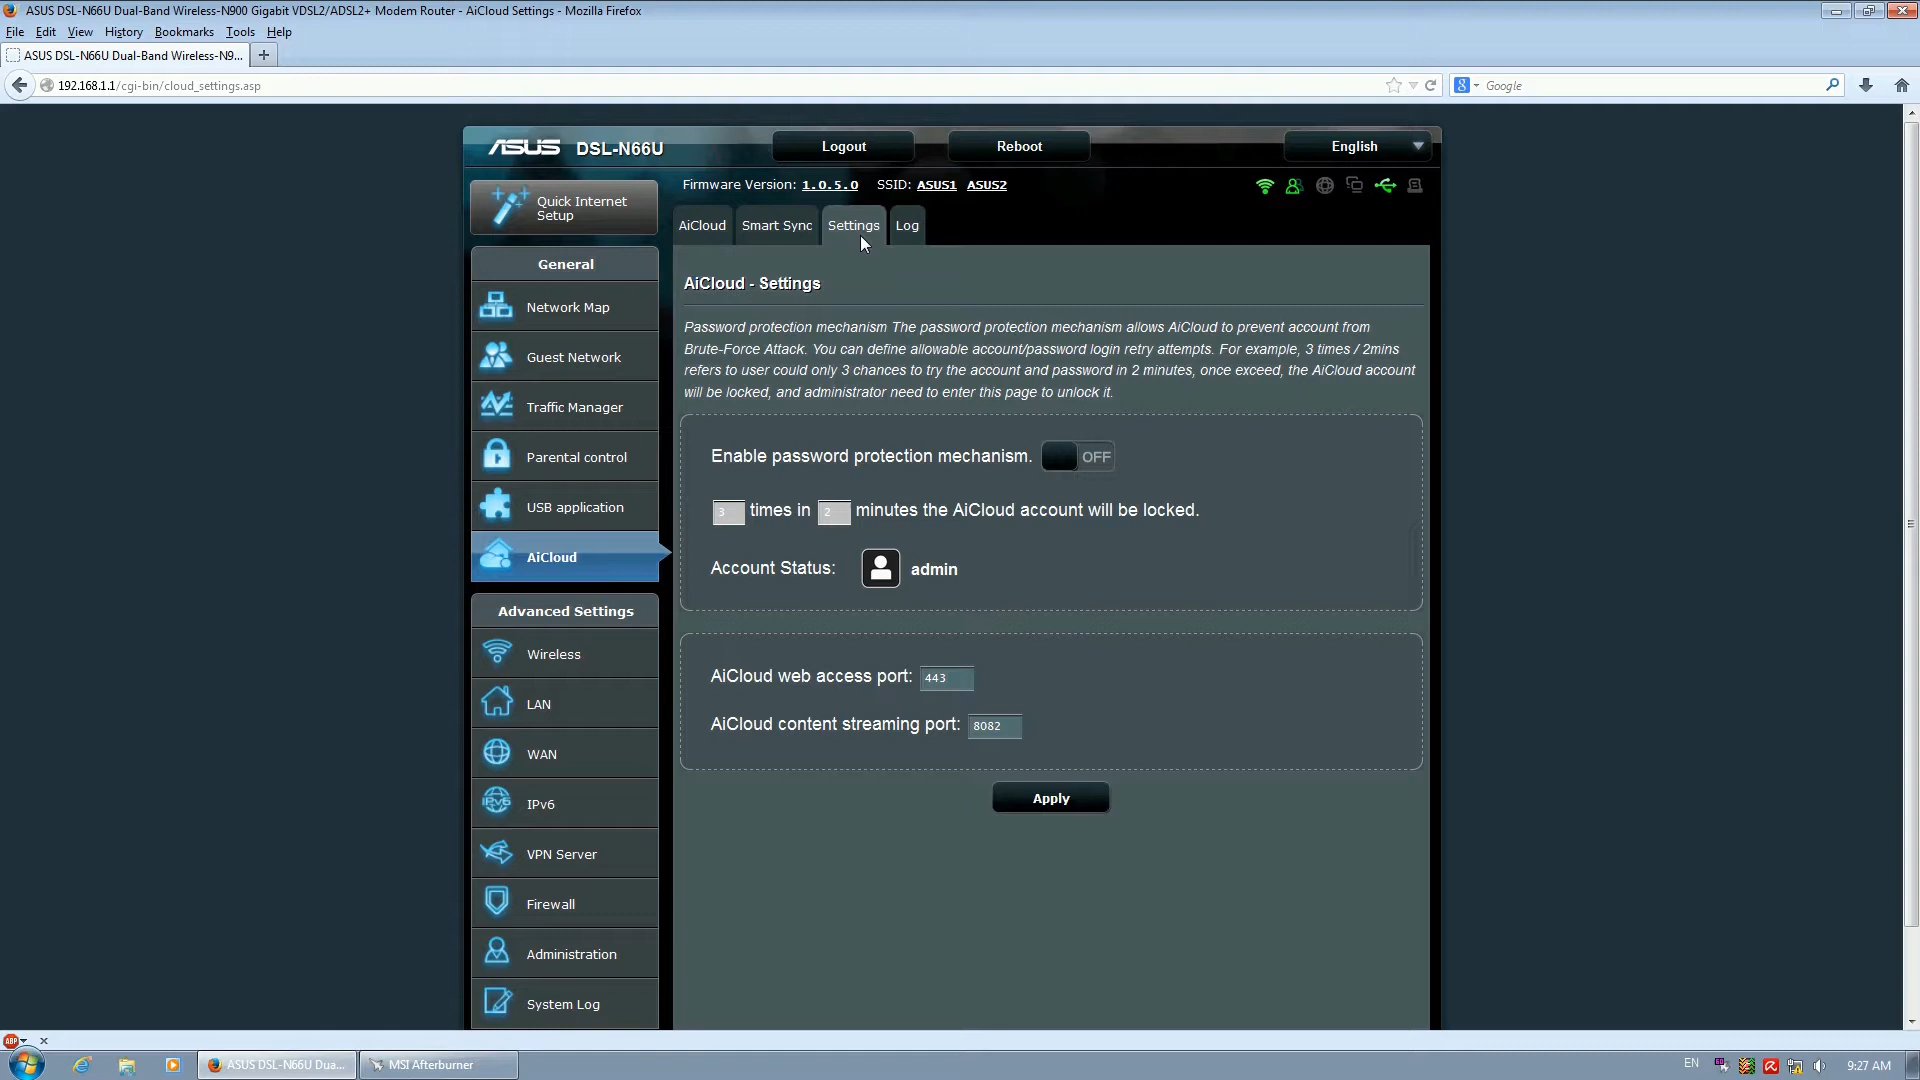 ASUS DSL-N66U Dual-Band Wireless-N900 Gigabit VDSL2/ADSL2+ Modem Router - AiCloud Settings - Mozilla Firefox
File Edit View History Bookmarks Tools Help
ASUS DSL-N66U Dual-Band Wireless-N9... +
192.168.1.1/cgi-bin/cloud_settings.asp
Google
ASUS DSL-N66U
Logout
Reboot
English
Firmware Version: 1.0.5.0 SSID: ASUS1 ASUS2
Quick Internet
Setup
AiCloud
Smart Sync
Settings
Log
General
Network Map
Guest Network
Traffic Manager
Parental control
USB application
AiCloud
Advanced Settings
Wireless
LAN
WAN
IPv6
VPN Server
Firewall
Administration
System Log
AiCloud - Settings
Password protection mechanism The password protection mechanism allows AiCloud to prevent account from
Brute-Force Attack. You can define allowable account/password login retry attempts. For example, 3 times / 2mins
refers to user could only 3 chances to try the account and password in 2 minutes, once exceed, the AiCloud account
will be locked, and administrator need to enter this page to unlock it.
Enable password protection mechanism. OFF
3 times in 2 minutes the AiCloud account will be locked.
Account Status: admin
AiCloud web access port: 443
AiCloud content streaming port: 8082
Apply
ABP
ASUS DSL-N66U Dua...
MSI Afterburner
EN
9:27 AM